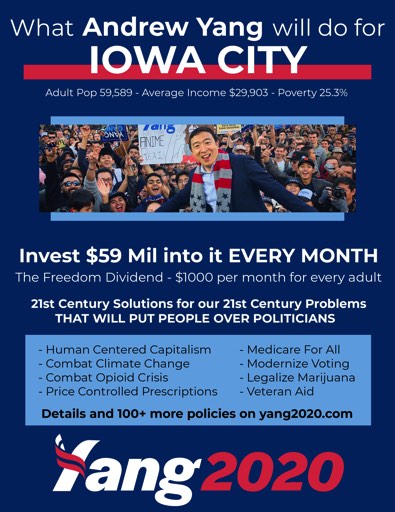 What Andrew Yang will do for
IOWA CITY
Adult Pop 59,589 - Average Income $29,903 - Poverty 25.3%
Yang
ANIME
Invest $59 Mil into it EVERY MONTH
The Freedom Dividend - $1000 per month for every adult
21st Century Solutions for our 21st Century Problems
THAT WILL PUT PEOPLE OVER POLITICIANS
- Human Centered Capitalism
- Combat Climate Change
- Combat Opioid Crisis
- Price Controlled Prescriptions
- Medicare For All
- Modernize Voting
- Legalize Marijuana
- Veteran Aid
Details and 100+ more policies on yang2020.com
Yang2020